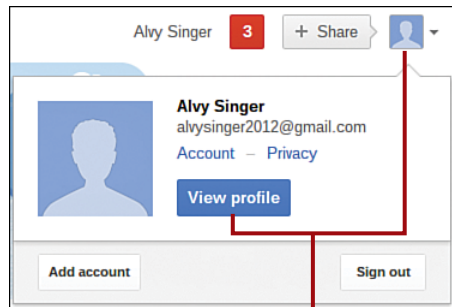 Alvy Singer 3 + Share
Alvy Singer
alvysinger2012@gmail.com
Account – Privacy
View profile
Add account Sign out